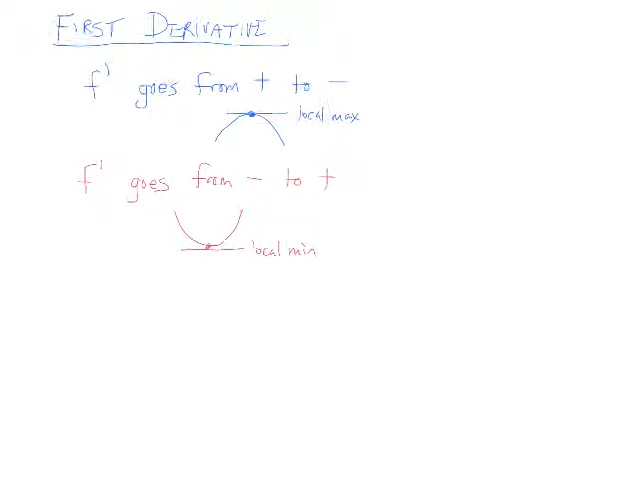 FIRST DERIVATIVE
f' goes from + to −
local max
f' goes from − to +
local min